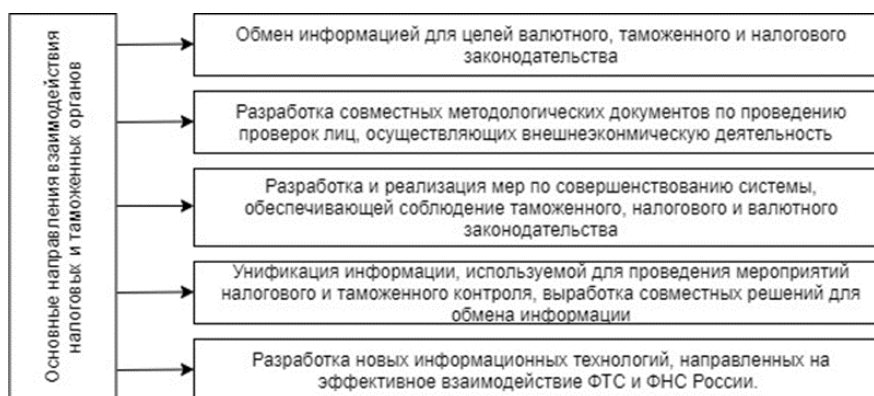 Основные направления взаимодействия
налоговых и таможенных органов
Обмен информацией для целей валютного, таможенного и налогового
законодательства
Разработка совместных методологических документов по проведению
проверок лиц, осуществляющих внешнеэконмическую деятельность
Разработка и реализация мер по совершенствованию системы,
обеспечивающей соблюдение таможенного, налогового и валютного
законодательства
Унификация информации, используемой для проведения мероприятий
налогового и таможенного контроля, выработка совместных решений для
обмена информации
Разработка новых информационных технологий, направленных на
эффективное взаимодействие ФТС и ФНС России.